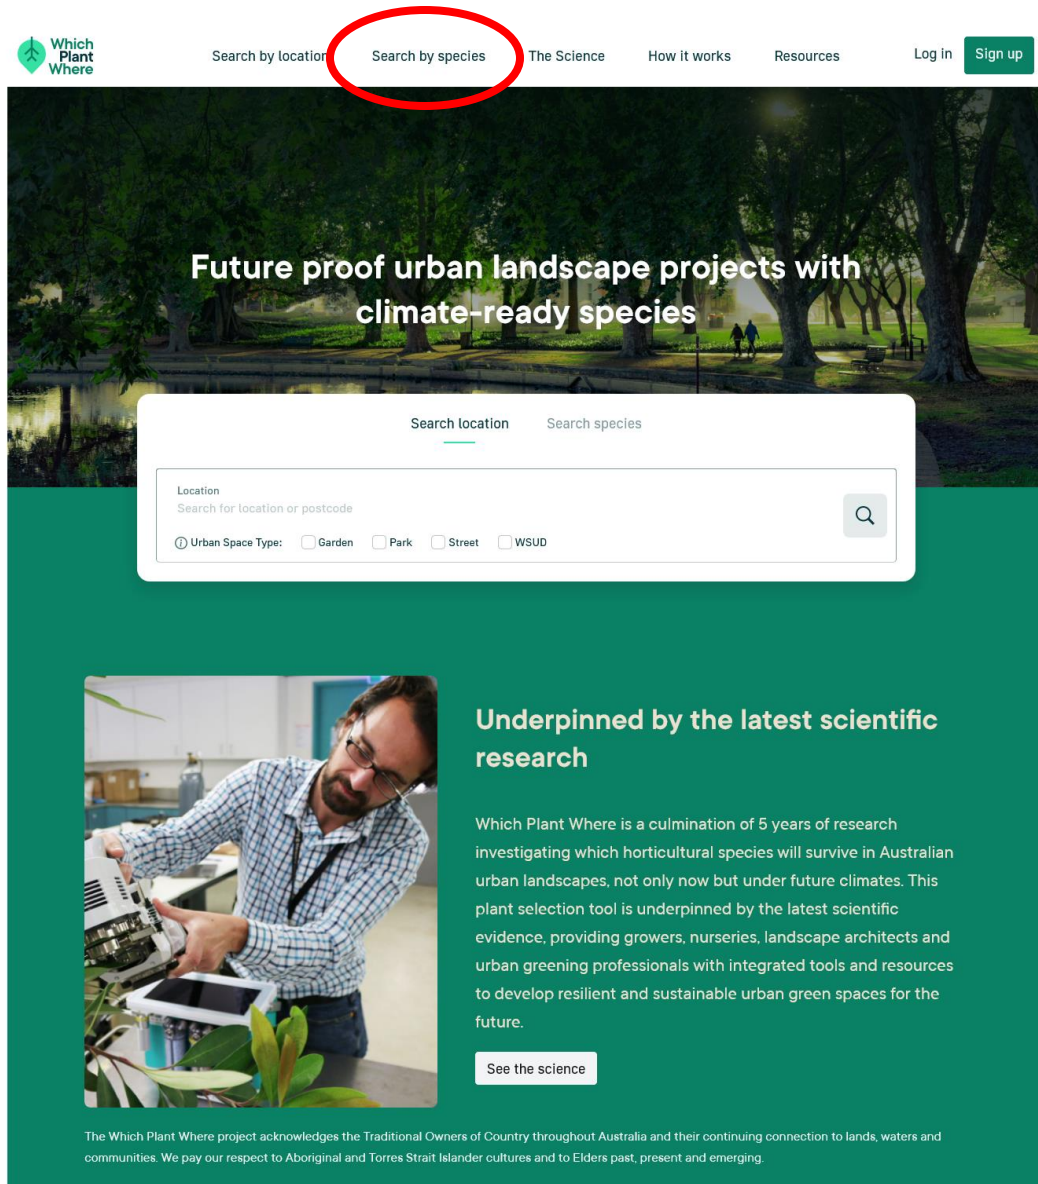 Which
Plant
Where
Search by location
Search by species
The Science
How it works
Resources
Log in
Sign up
Future proof urban landscape projects with
climate-ready species
Search location
Search species
Location
Search for location or postcode
Urban Space Type:
Garden
Park
Street
WSUD
Underpinned by the latest scientific
research
Which Plant Where is a culmination of 5 years of research
investigating which horticultural species will survive in Australian
urban landscapes, not only now but under future climates. This
plant selection tool is underpinned by the latest scientific
evidence, providing growers, nurseries, landscape architects and
urban greening professionals with integrated tools and resources
to develop resilient and sustainable urban green spaces for the
future.
See the science
The Which Plant Where project acknowledges the Traditional Owners of Country throughout Australia and their continuing connection to lands, waters and
communities. We pay our respect to Aboriginal and Torres Strait Islander cultures and to Elders past, present and emerging.